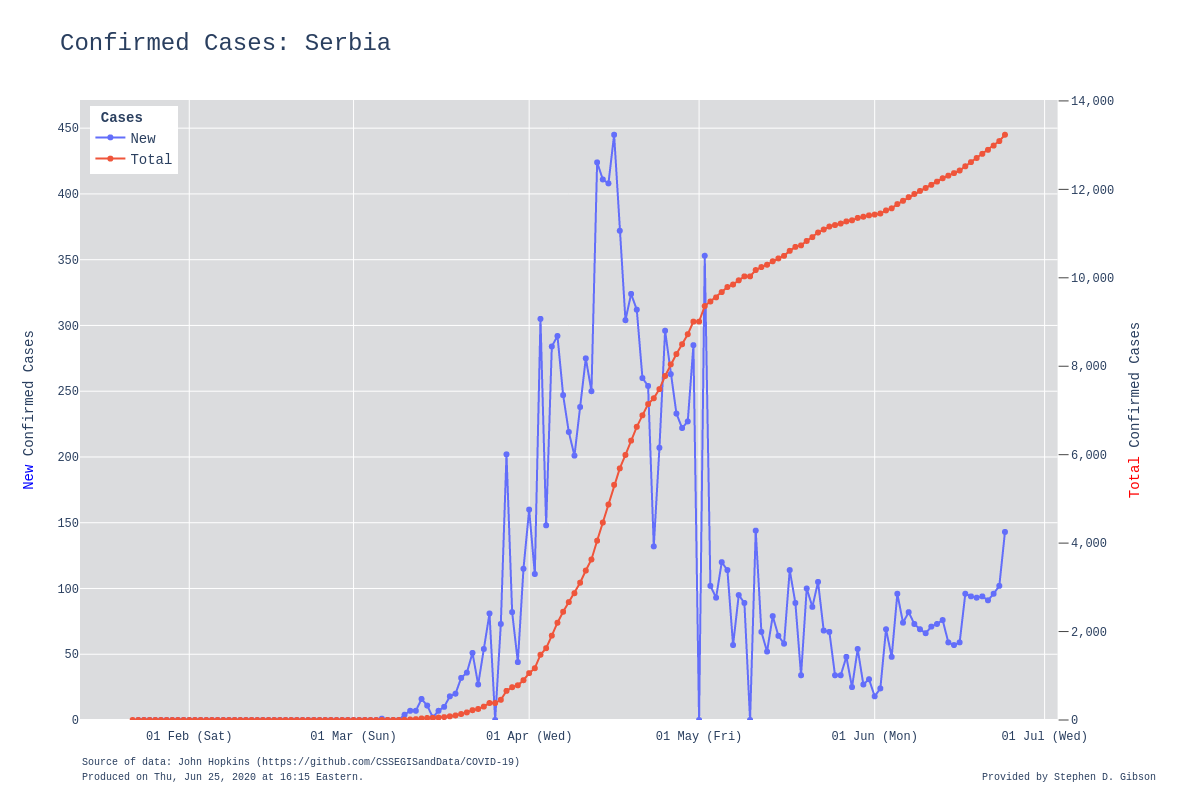 Confirmed Cases: Serbia
Cases
New
Total
450
400
350
300
250
200
150
100
50
0
14,000
12,000
10,000
8,000
6,000
4,000
2,000
0
New Confirmed Cases
Total Confirmed Cases
01 Feb (Sat)
01 Mar (Sun)
01 Apr (Wed)
01 May (Fri)
01 Jun (Mon)
01 Jul (Wed)
Source of data: John Hopkins (https://github.com/CSSEGISandData/COVID-19)
Produced on Thu, Jun 25, 2020 at 16:15 Eastern.
Provided by Stephen D. Gibson